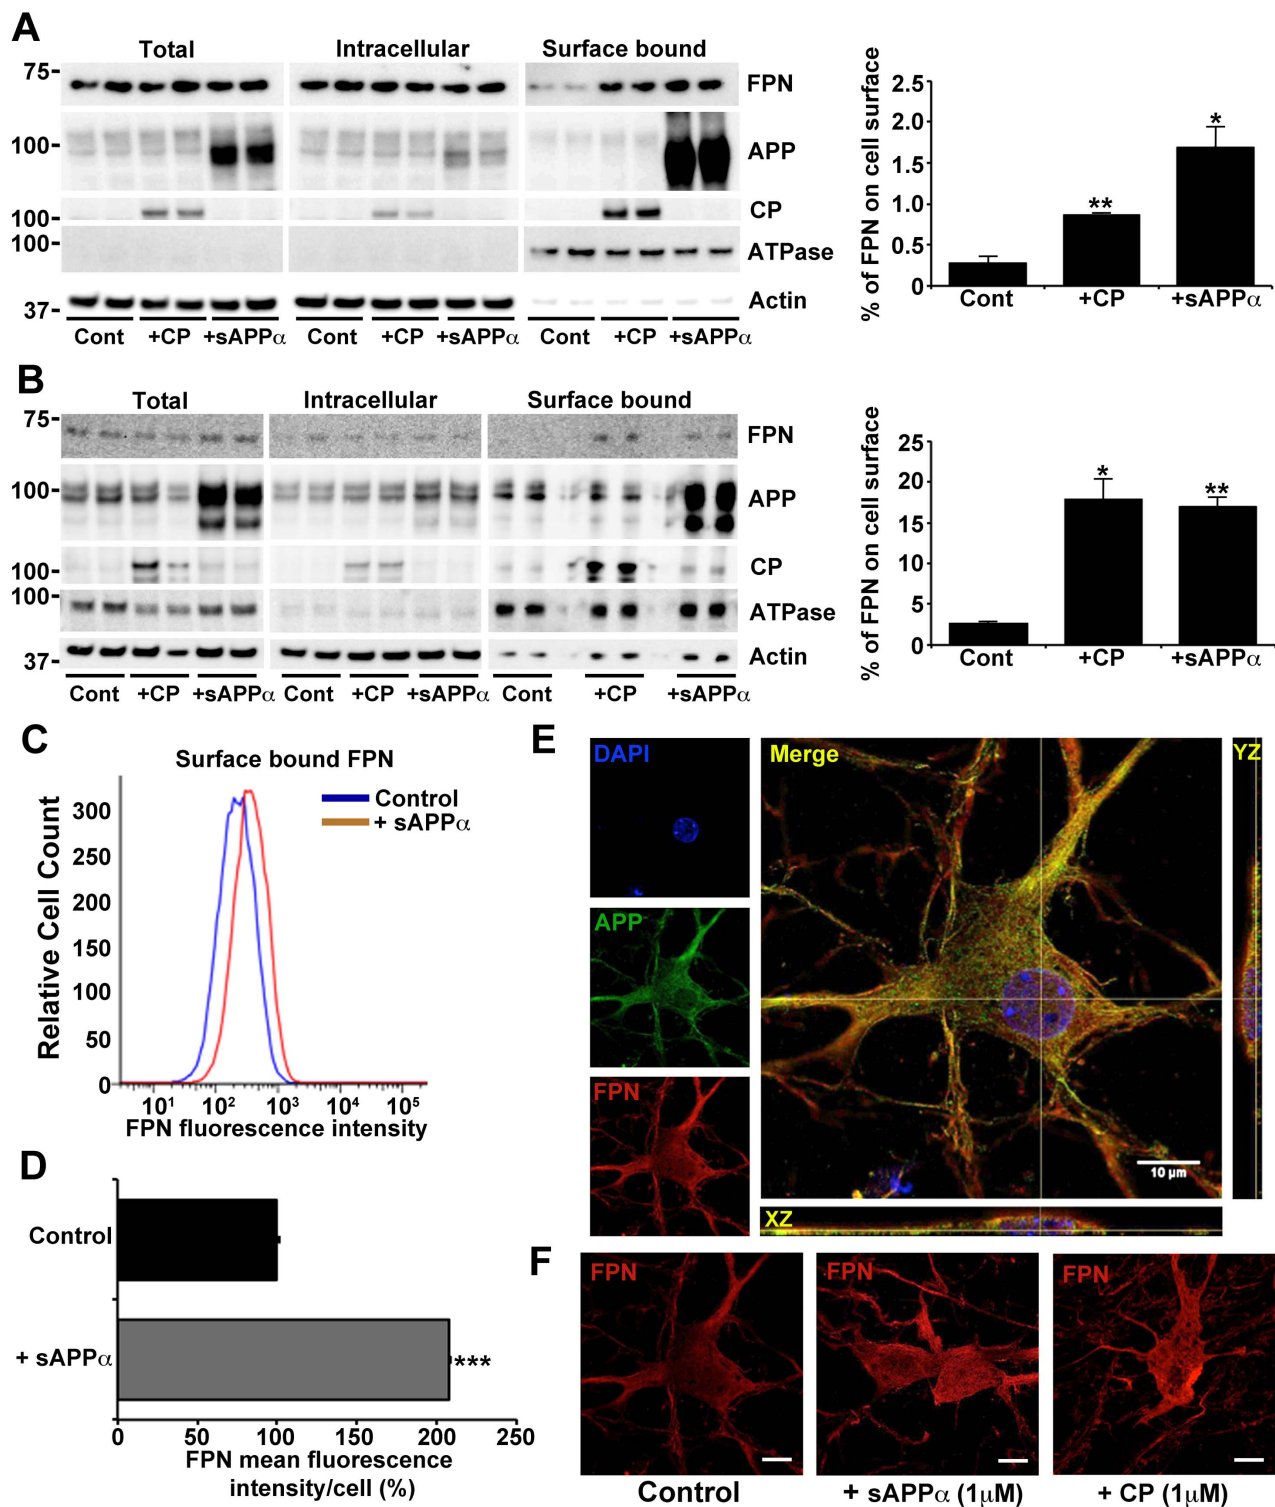 A
Total Intracellular Surface bound
75-
FPN
100-
APP
100-
CP
100-
ATPase
37-
Actin
Cont +CP +sAPPα Cont +CP +sAPPα Cont +CP +sAPPα
% of FPN on cell surface
2.5
2.0
1.5
1.0
0.5
0
**
*
Cont +CP +sAPPα
B
Total Intracellular Surface bound
75-
FPN
100-
APP
100-
CP
100-
ATPase
37-
Actin
Cont +CP +sAPPα Cont +CP +sAPPα Cont +CP +sAPPα
% of FPN on cell surface
25
20
15
10
5
0
*
**
Cont +CP +sAPPα
C
Surface bound FPN
Control
+ sAPPα
Relative Cell Count
300
250
200
150
100
50
0
10¹ 10² 10³ 10⁴ 10⁵
FPN fluorescence intensity
D
Control
+ sAPPα
***
0 50 100 150 200 250
FPN mean fluorescence
intensity/cell (%)
E
DAPI
APP
FPN
Merge
10 µm
YZ
XZ
F
FPN
FPN
FPN
Control + sAPPα (1µM) + CP (1µM)